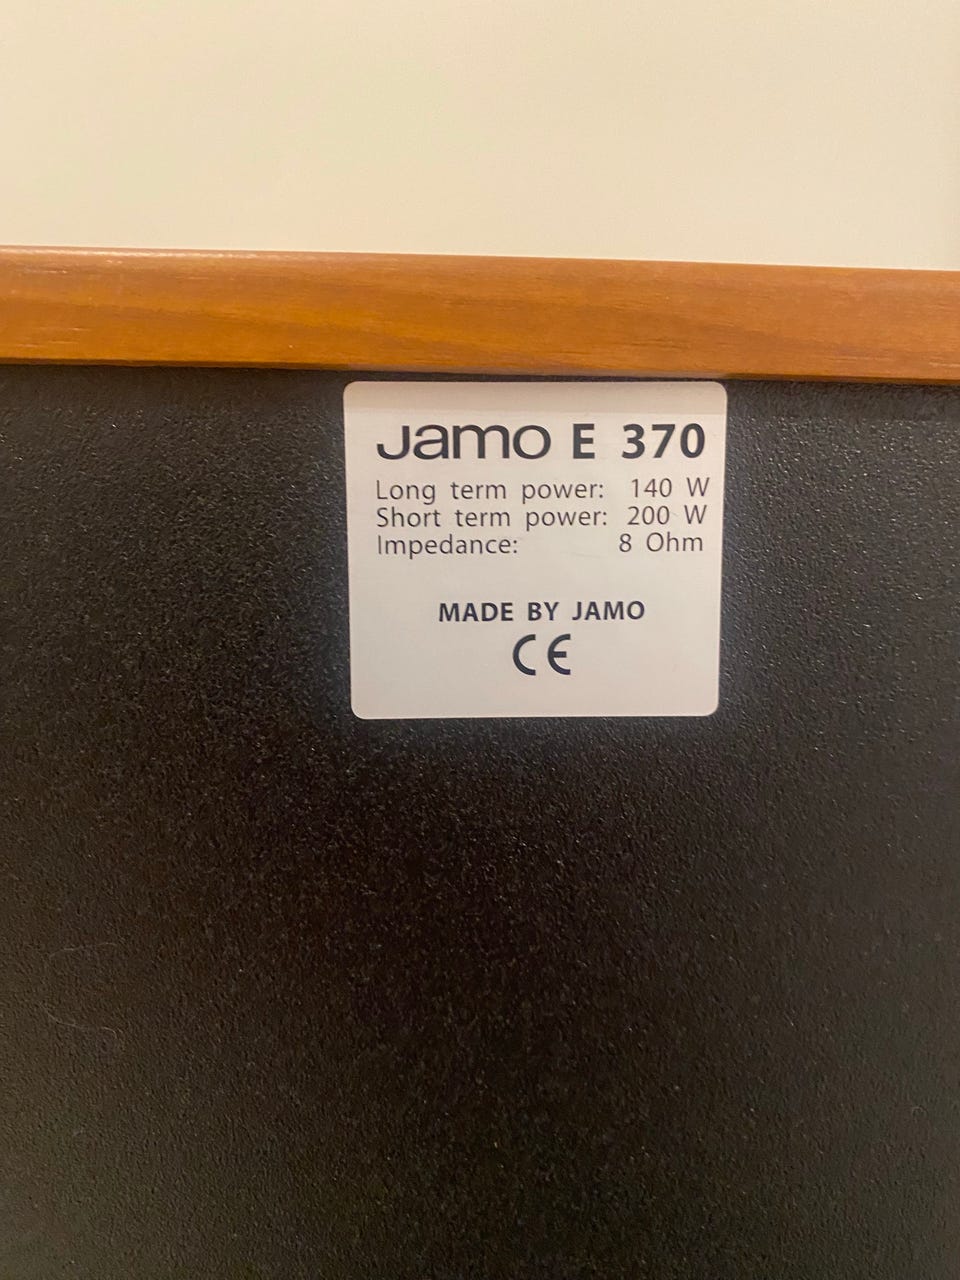 Jamo E 370
Long term power: 140 W
Short term power: 200 W
Impedance: 8 Ohm
MADE BY JAMO
CE